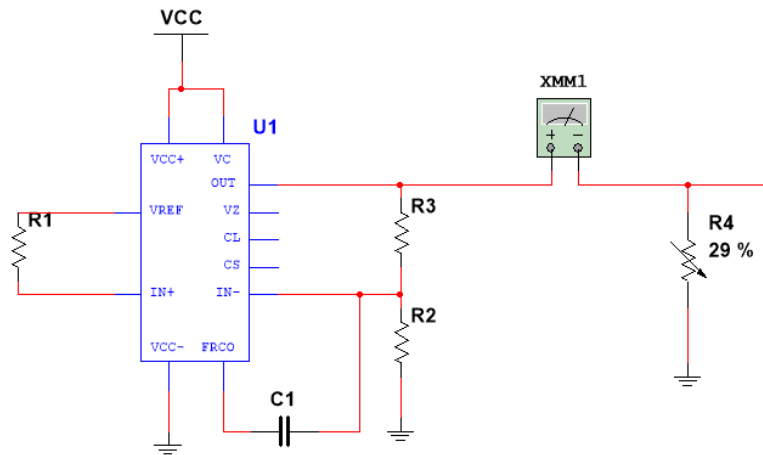 VCC
XMM1
U1
VCC+ VC
OUT
+ −
R1
VREF
VZ
R3
R4
CL
29 %
CS
IN+
IN-
R2
VCC-
FRCO
C1